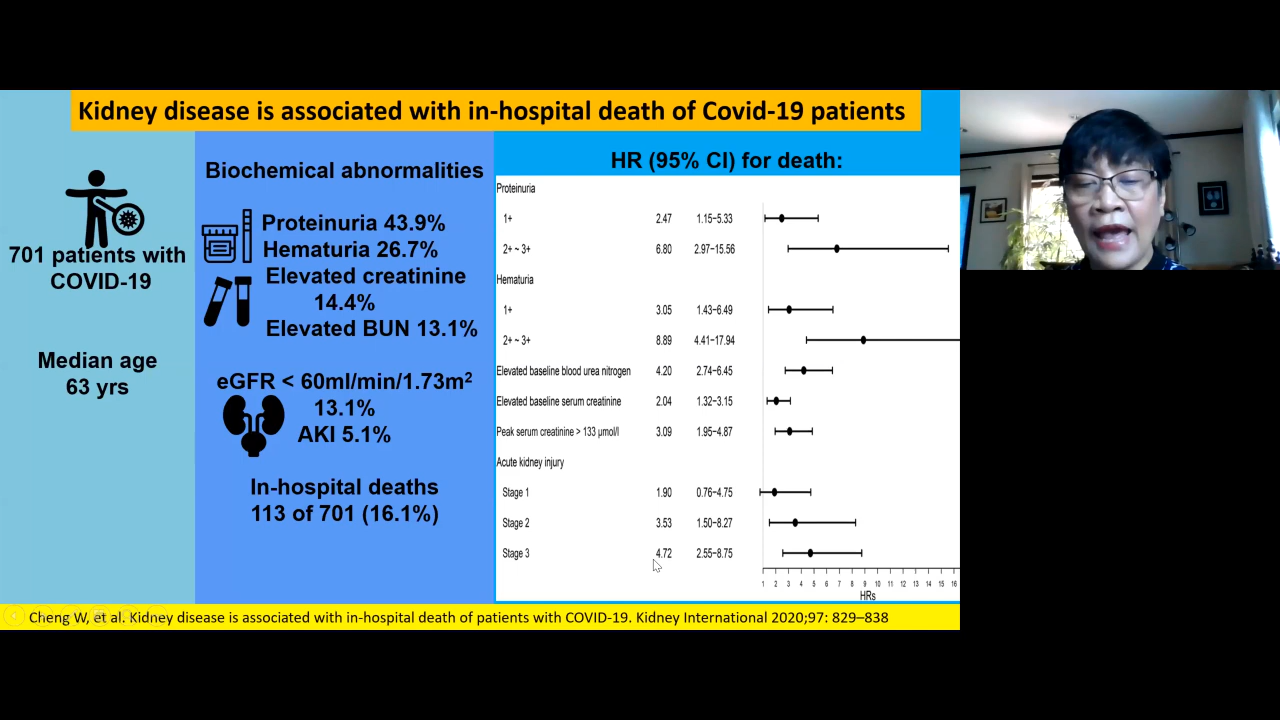 Kidney disease is associated with in-hospital death of Covid-19 patients
701 patients with
COVID-19
Median age
63 yrs
Biochemical abnormalities
Proteinuria 43.9%
Hematuria 26.7%
Elevated creatinine
14.4%
Elevated BUN 13.1%
eGFR < 60ml/min/1.73m²
13.1%
AKI 5.1%
In-hospital deaths
113 of 701 (16.1%)
HR (95% CI) for death:
Proteinuria
1+ 2.47 1.15–5.33
2+ ~ 3+ 6.80 2.97–15.56
Hematuria
1+ 3.05 1.43–6.49
2+ ~ 3+ 8.89 4.41–17.94
Elevated baseline blood urea nitrogen 4.20 2.74–6.45
Elevated baseline serum creatinine 2.04 1.32–3.15
Peak serum creatinine > 133 µmol/l 3.09 1.95–4.87
Acute kidney injury
Stage 1 1.90 0.76–4.75
Stage 2 3.53 1.50–8.27
Stage 3 4.72 2.55–8.75
1 2 3 4 5 6 7 8 9 10 11 12 13 14 15 16
HRs
Cheng W, et al. Kidney disease is associated with in-hospital death of patients with COVID-19. Kidney International 2020;97: 829–838